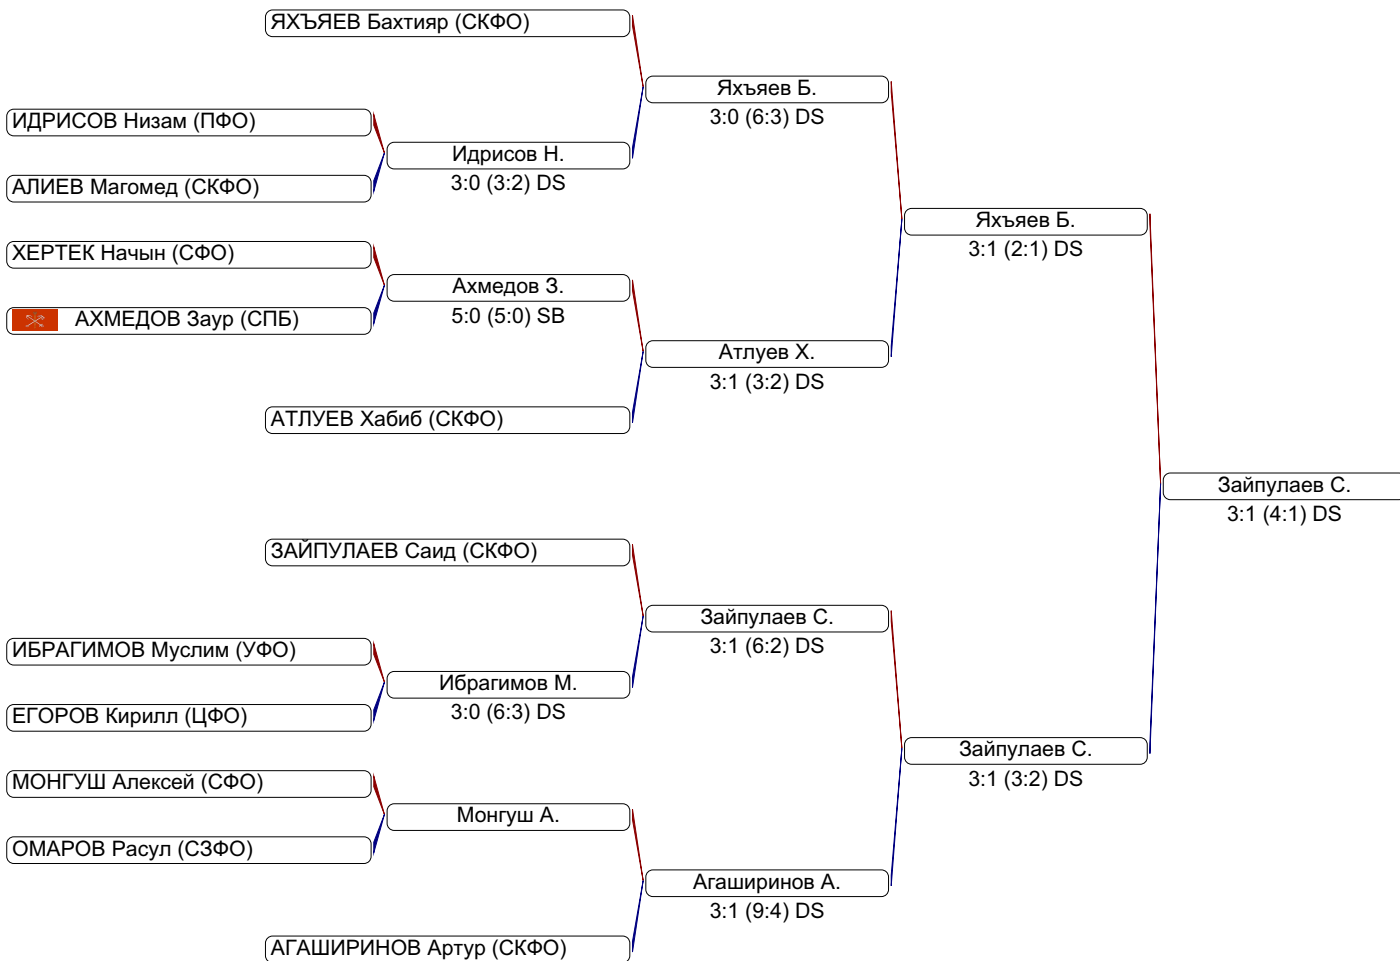 ЯХЪЯЕВ Бахтияр (СКФО)
Яхъяев Б.
3:0 (6:3) DS
ИДРИСОВ Низам (ПФО)
Идрисов Н.
3:0 (3:2) DS
АЛИЕВ Магомед (СКФО)
Яхъяев Б.
3:1 (2:1) DS
ХЕРТЕК Начын (СФО)
Ахмедов З.
5:0 (5:0) SB
АХМЕДОВ Заур (СПБ)
Атлуев Х.
3:1 (3:2) DS
АТЛУЕВ Хабиб (СКФО)
Зайпулаев С.
3:1 (4:1) DS
ЗАЙПУЛАЕВ Саид (СКФО)
Зайпулаев С.
3:1 (6:2) DS
ИБРАГИМОВ Муслим (УФО)
Ибрагимов М.
3:0 (6:3) DS
ЕГОРОВ Кирилл (ЦФО)
Зайпулаев С.
3:1 (3:2) DS
МОНГУШ Алексей (СФО)
Монгуш А.
ОМАРОВ Расул (СЗФО)
Агаширинов А.
3:1 (9:4) DS
АГАШИРИНОВ Артур (СКФО)